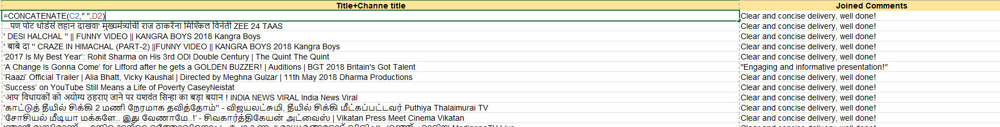 Title+Channe title Joined Comments
=CONCATENATE(C2," ",D2) Clear and concise delivery, well done!
...पण पोट थोडंसं लहान दाखवा' मुख्यमंत्र्यांची राज ठाकरेंना मिश्किल विनंती ZEE 24 TAAS Clear and concise delivery, well done!
' DESI HALCHAL '' || FUNNY VIDEO || KANGRA BOYS 2018 Kangra Boys Clear and concise delivery, well done!
' बाबे दा '' CRAZE IN HIMACHAL (PART-2) ||FUNNY VIDEO || KANGRA BOYS 2018 Kangra Boys Clear and concise delivery, well done!
‘2017 Is My Best Year’: Rohit Sharma on His 3rd ODI Double Century | The Quint The Quint Clear and concise delivery, well done!
‘A Change Is Gonna Come’ for Lifford after he gets a GOLDEN BUZZER! | Auditions | BGT 2018 Britain's Got Talent "Engaging and informative presentation!"
‘Raazi’ Official Trailer | Alia Bhatt, Vicky Kaushal | Directed by Meghna Gulzar | 11th May 2018 Dharma Productions Clear and concise delivery, well done!
‘Success’ on YouTube Still Means a Life of Poverty CaseyNeistat Clear and concise delivery, well done!
‘आप’ विधायकों को अयोग्य ठहराए जाने पर यशवंत सिन्हा का बड़ा बयान ! INDIA NEWS VIRAL India News Viral Clear and concise delivery, well done!
'காட்டுத் தீயில் சிக்கி 2 மணி நேரமாக தவித்தோம்" - விஜயலட்சுமி, தீயில் சிக்கி மீட்கப்பட்டவர் Puthiya Thalaimurai TV Clear and concise delivery, well done!
‘சோசியல் மீடியா மக்களே.. இது வேணாமே..!’ - சிவகார்த்திகேயன் அட்வைஸ் | Vikatan Press Meet Cinema Vikatan Clear and concise delivery, well done!